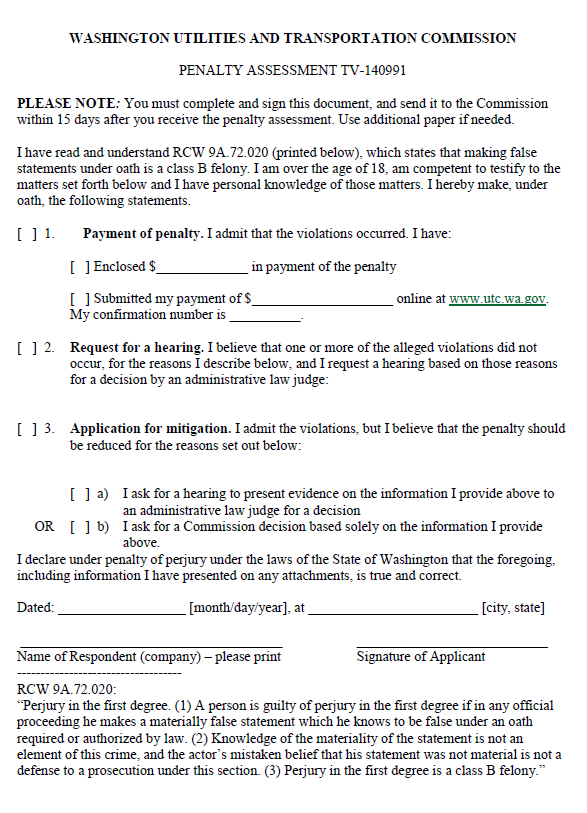 WASHINGTON UTILITIES AND TRANSPORTATION COMMISSION
PENALTY ASSESSMENT TV-140991
PLEASE NOTE: You must complete and sign this document, and send it to the Commission
within 15 days after you receive the penalty assessment. Use additional paper if needed.
I have read and understand RCW 9A.72.020 (printed below), which states that making false
statements under oath is a class B felony. I am over the age of 18, am competent to testify to the
matters set forth below and I have personal knowledge of those matters. I hereby make, under
oath, the following statements.
[ ] 1. Payment of penalty. I admit that the violations occurred. I have:
[ ] Enclosed $______________ in payment of the penalty
[ ] Submitted my payment of $______________________ online at www.utc.wa.gov.
My confirmation number is ___________.
[ ] 2. Request for a hearing. I believe that one or more of the alleged violations did not
occur, for the reasons I describe below, and I request a hearing based on those reasons
for a decision by an administrative law judge:
[ ] 3. Application for mitigation. I admit the violations, but I believe that the penalty should
be reduced for the reasons set out below:
[ ] a) I ask for a hearing to present evidence on the information I provide above to
an administrative law judge for a decision
OR [ ] b) I ask for a Commission decision based solely on the information I provide
above.
I declare under penalty of perjury under the laws of the State of Washington that the foregoing,
including information I have presented on any attachments, is true and correct.
Dated: ____________________ [month/day/year], at __________________________ [city, state]
Name of Respondent (company) – please print Signature of Applicant
-----------------------------------
RCW 9A.72.020:
“Perjury in the first degree. (1) A person is guilty of perjury in the first degree if in any official
proceeding he makes a materially false statement which he knows to be false under an oath
required or authorized by law. (2) Knowledge of the materiality of the statement is not an
element of this crime, and the actor’s mistaken belief that his statement was not material is not a
defense to a prosecution under this section. (3) Perjury in the first degree is a class B felony.”